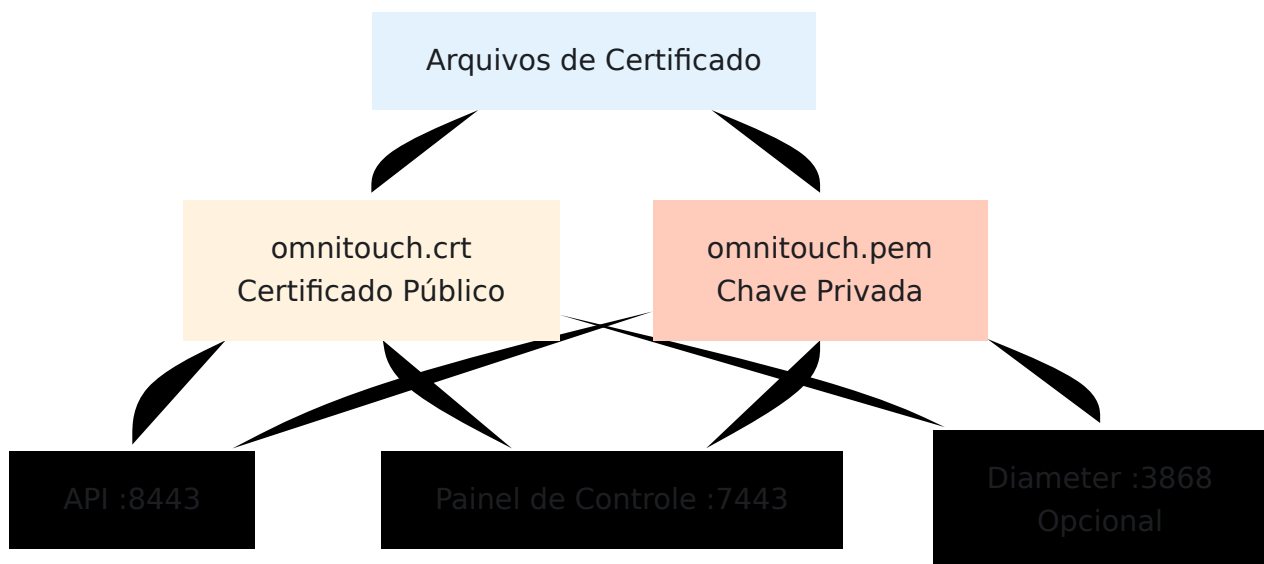 Arquivos de Certificado
omnitouch.crt
Certificado Público
omnitouch.pem
Chave Privada
API :8443
Painel de Controle :7443
Diameter :3868
Opcional